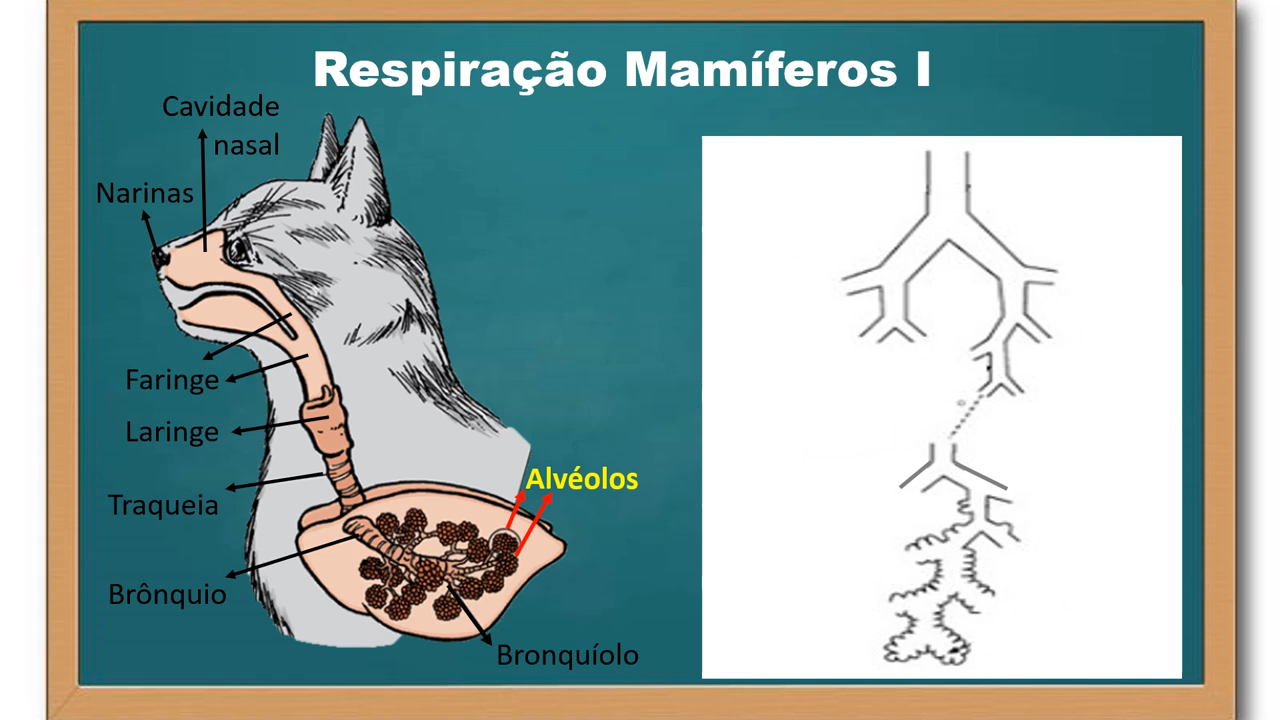 Respiração Mamíferos I
Cavidade
nasal
Narinas
Faringe
Laringe
Traqueia
Brônquio
Alvéolos
Bronquíolo